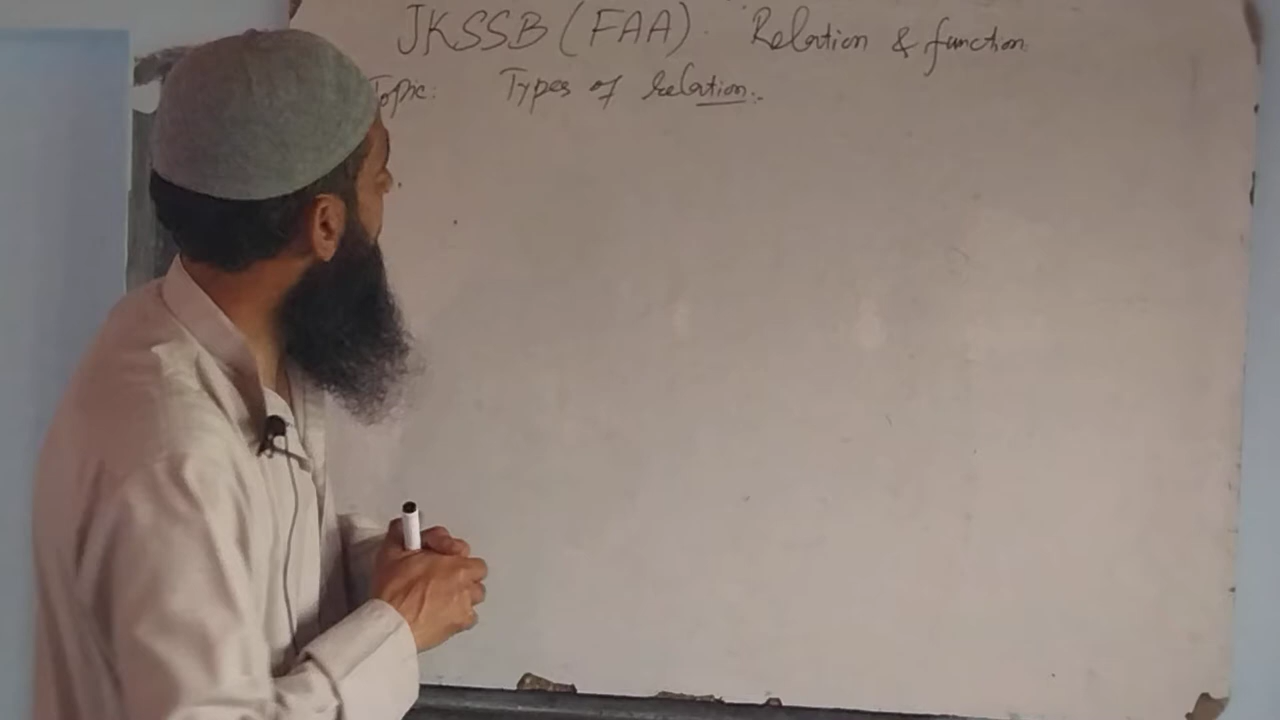 JKSSB (FAA). Relation & function
Topic: Types of relation: